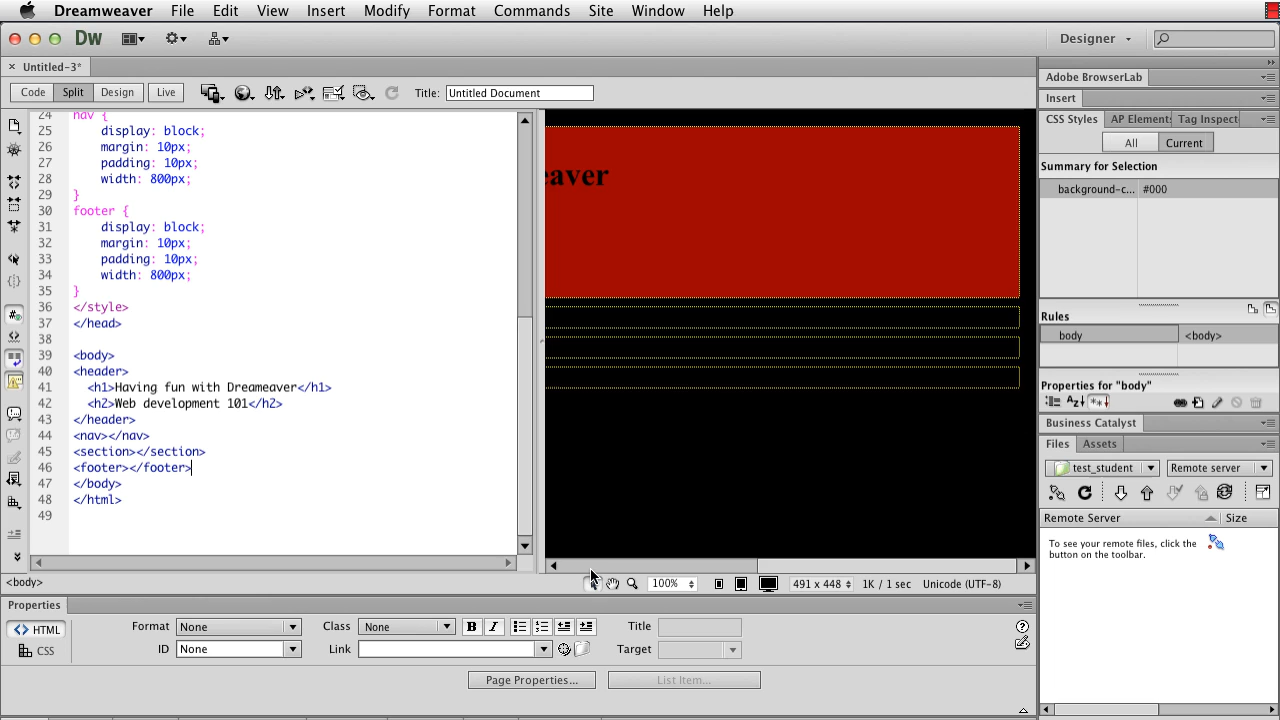 Dreamweaver File Edit View Insert Modify Format Commands Site Window Help
Dw
Designer
Untitled-3*
Code Split Design Live Title: Untitled Document
24 nav {
25 display: block;
26 margin: 10px;
27 padding: 10px;
28 width: 800px;
29 }
30 footer {
31 display: block;
32 margin: 10px;
33 padding: 10px;
34 width: 800px;
35 }
36 </style>
37 </head>
38
39 <body>
40 <header>
41 <h1>Having fun with Dreameaver</h1>
42 <h2>Web development 101</h2>
43 </header>
44 <nav></nav>
45 <section></section>
46 <footer></footer>
47 </body>
48 </html>
49
eaver
<body>
100% 491 x 448 1K / 1 sec Unicode (UTF-8)
Properties
HTML
CSS
Format None Class None B I Title
ID None Link Target
Page Properties... List Item...
Adobe BrowserLab
Insert
CSS Styles AP Element Tag Inspect
All Current
Summary for Selection
background-c... #000
Rules
body <body>
Properties for "body"
Az
Business Catalyst
Files Assets
test_student Remote server
Remote Server Size
To see your remote files, click the
button on the toolbar.